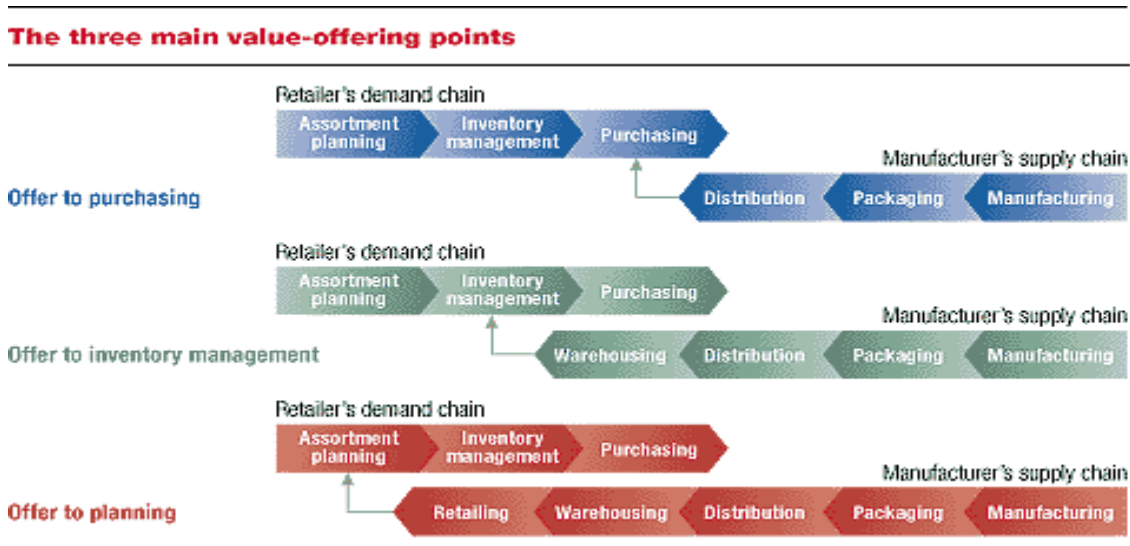 The three main value-offering points
Retailer's demand chain
Assortment
planning
Inventory
management
Purchasing
Manufacturer's supply chain
Offer to purchasing
Distribution
Packaging
Manufacturing
Retailer's demand chain
Assortment
planning
Inventory
management
Purchasing
Manufacturer's supply chain
Offer to inventory management
Warehousing
Distribution
Packaging
Manufacturing
Retailer's demand chain
Assortment
planning
Inventory
management
Purchasing
Manufacturer's supply chain
Offer to planning
Retailing
Warehousing
Distribution
Packaging
Manufacturing